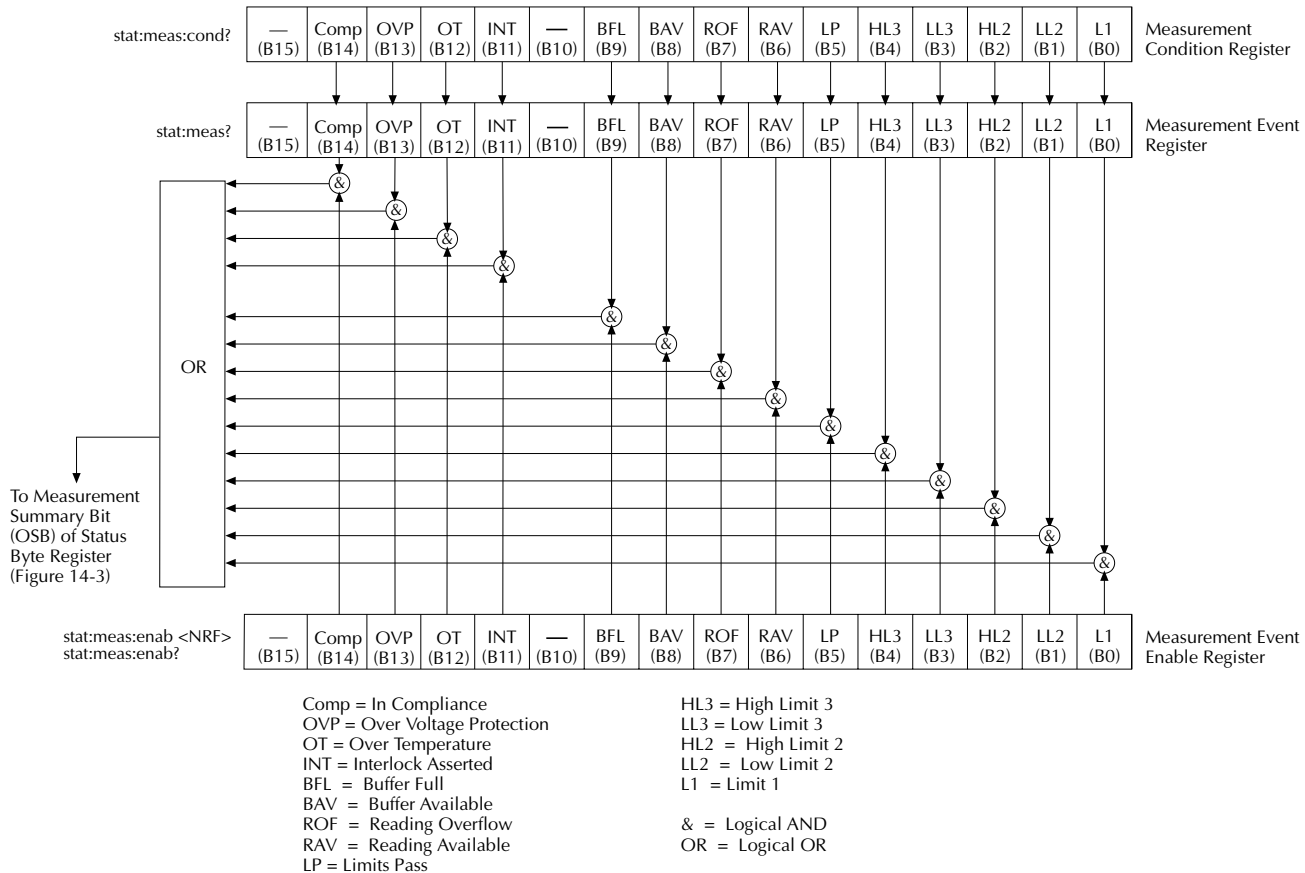 stat:meas:cond?
— Comp OVP OT INT — BFL BAV ROF RAV LP HL3 LL3 HL2 LL2 L1
(B15) (B14) (B13) (B12) (B11) (B10) (B9) (B8) (B7) (B6) (B5) (B4) (B3) (B2) (B1) (B0)
Measurement
Condition Register
stat:meas?
— Comp OVP OT INT — BFL BAV ROF RAV LP HL3 LL3 HL2 LL2 L1
(B15) (B14) (B13) (B12) (B11) (B10) (B9) (B8) (B7) (B6) (B5) (B4) (B3) (B2) (B1) (B0)
Measurement Event
Register
&
&
&
&
&
&
&
&
&
&
&
&
&
&
OR
To Measurement
Summary Bit
(OSB) of Status
Byte Register
(Figure 14-3)
stat:meas:enab <NRF>
stat:meas:enab?
— Comp OVP OT INT — BFL BAV ROF RAV LP HL3 LL3 HL2 LL2 L1
(B15) (B14) (B13) (B12) (B11) (B10) (B9) (B8) (B7) (B6) (B5) (B4) (B3) (B2) (B1) (B0)
Measurement Event
Enable Register
Comp = In Compliance
OVP = Over Voltage Protection
OT = Over Temperature
INT = Interlock Asserted
BFL = Buffer Full
BAV = Buffer Available
ROF = Reading Overflow
RAV = Reading Available
LP = Limits Pass
HL3 = High Limit 3
LL3 = Low Limit 3
HL2 = High Limit 2
LL2 = Low Limit 2
L1 = Limit 1
& = Logical AND
OR = Logical OR